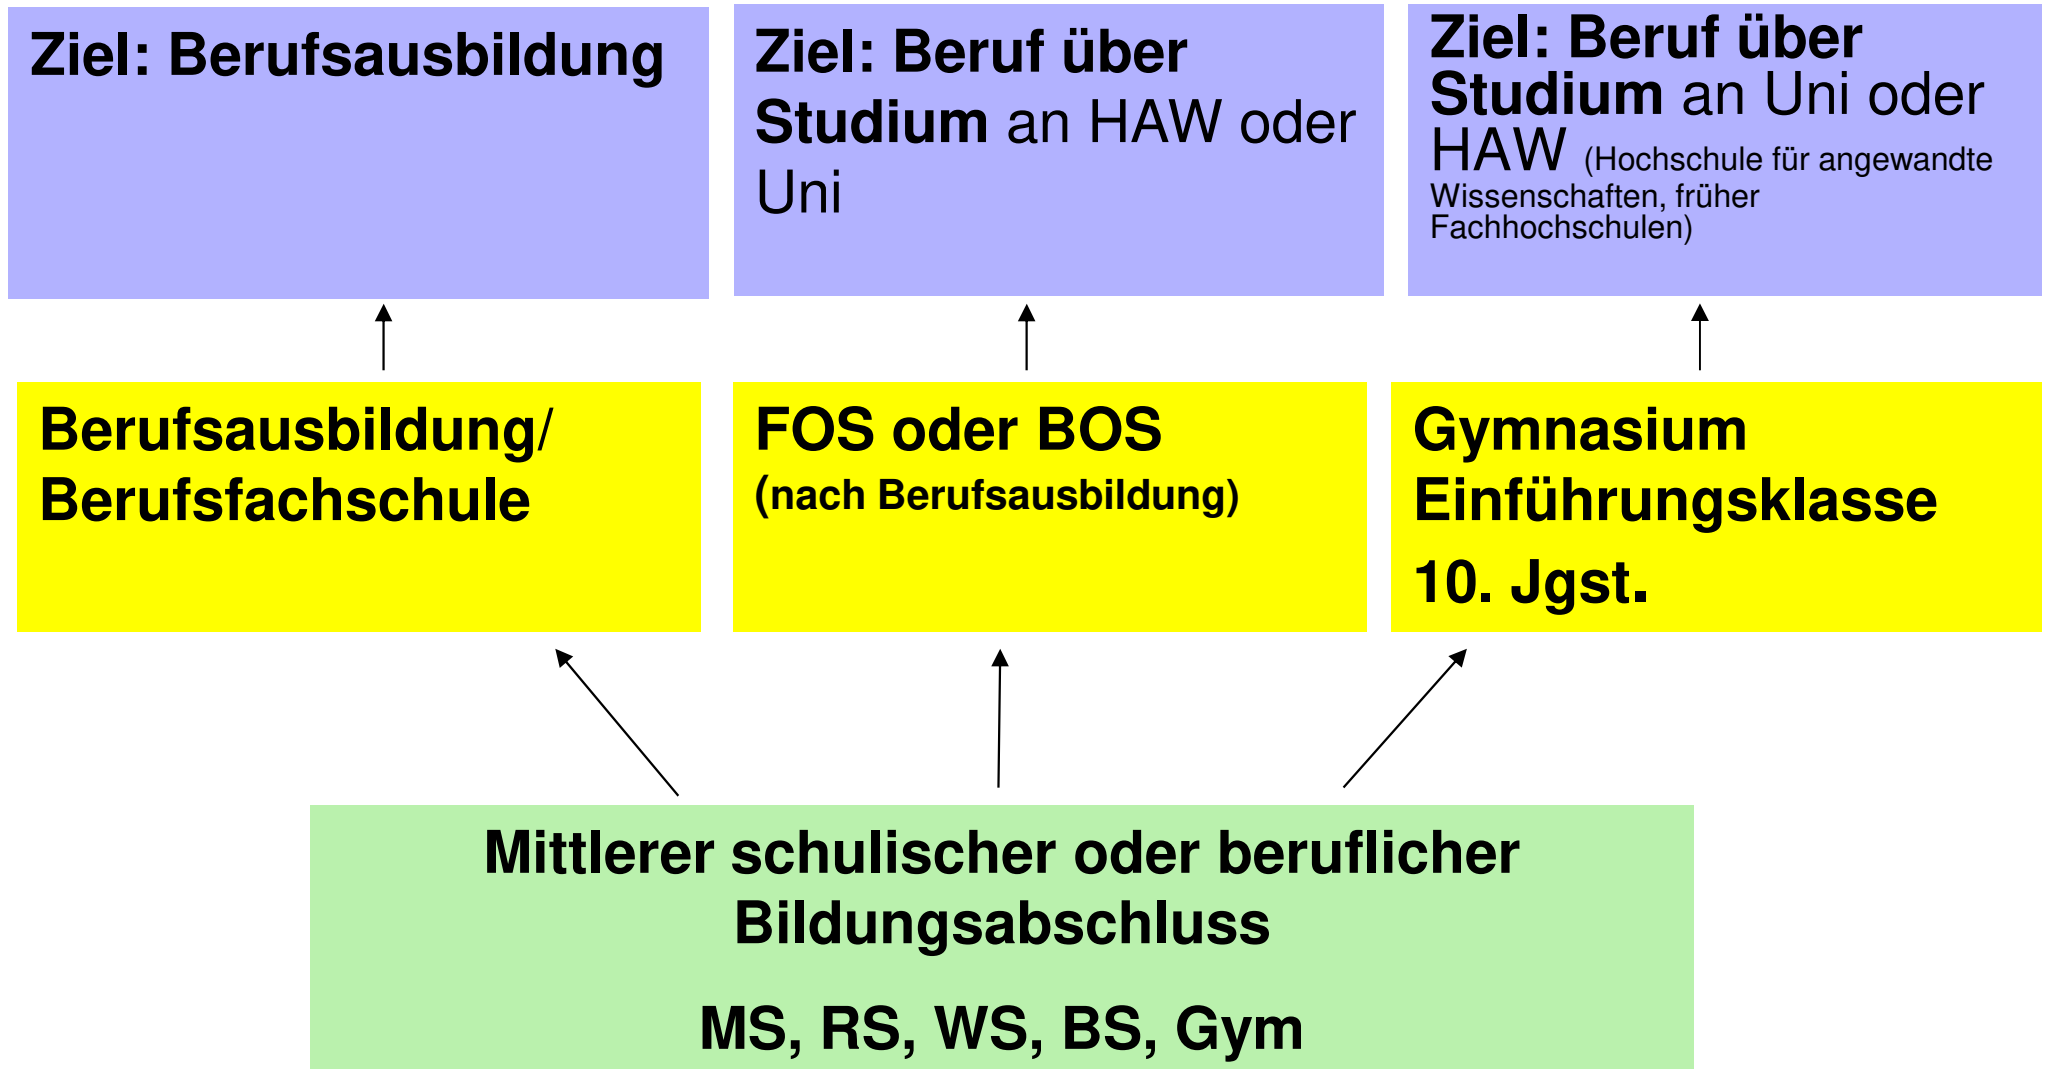 Ziel: Berufsausbildung
Ziel: Beruf über
Studium an HAW oder
Uni
Ziel: Beruf über
Studium an Uni oder
HAW (Hochschule für angewandte
Wissenschaften, früher
Fachhochschulen)
Berufsausbildung/
Berufsfachschule
FOS oder BOS
(nach Berufsausbildung)
Gymnasium
Einführungsklasse
10. Jgst.
Mittlerer schulischer oder beruflicher
Bildungsabschluss
MS, RS, WS, BS, Gym